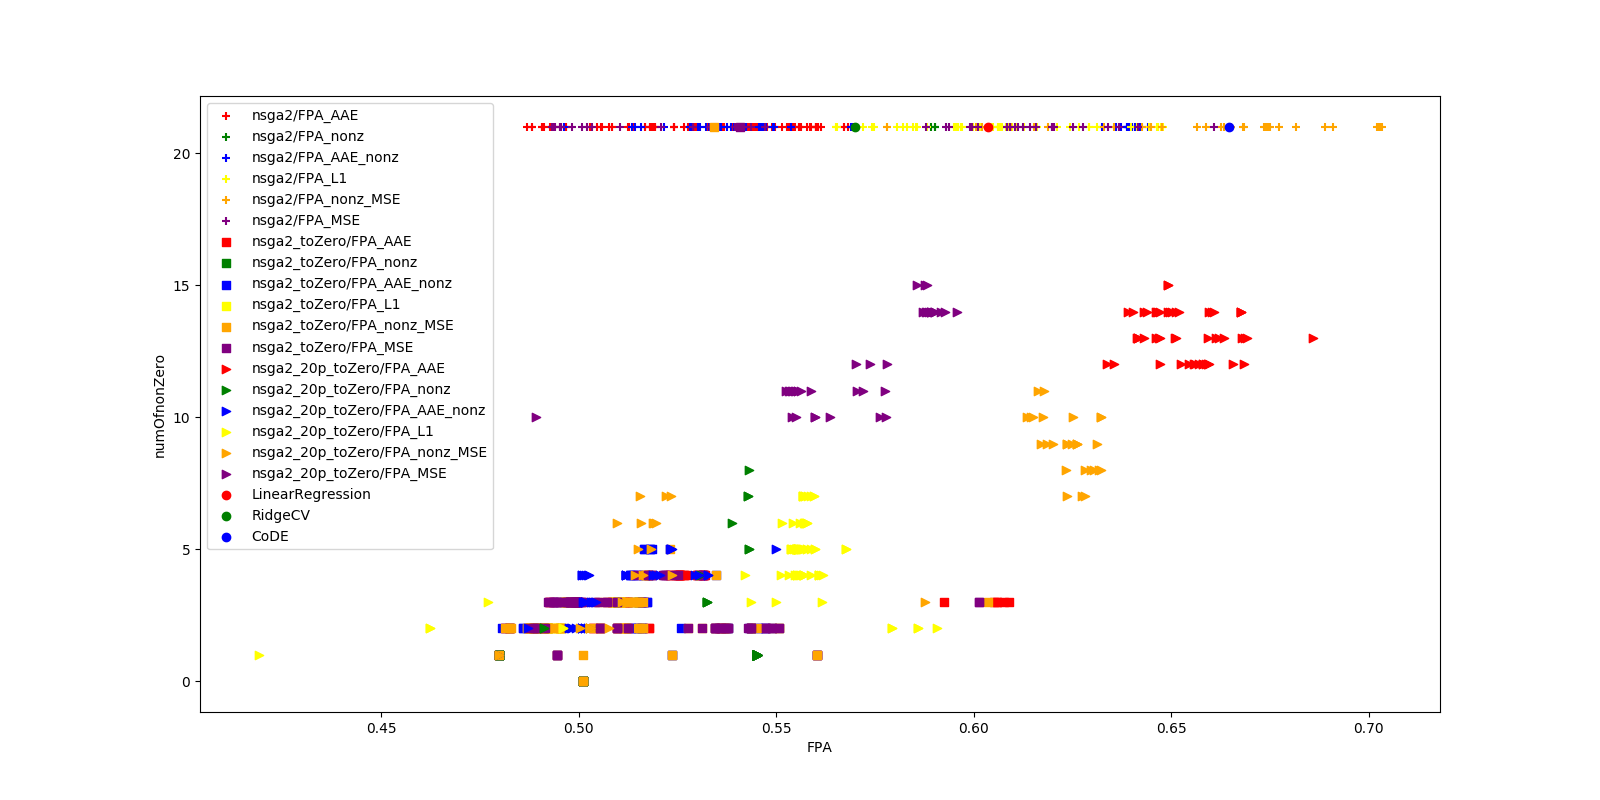 nsga2/FPA_AAE
nsga2/FPA_nonz
nsga2/FPA_AAE_nonz
nsga2/FPA_L1
nsga2/FPA_nonz_MSE
nsga2/FPA_MSE
nsga2_toZero/FPA_AAE
nsga2_toZero/FPA_nonz
nsga2_toZero/FPA_AAE_nonz
nsga2_toZero/FPA_L1
nsga2_toZero/FPA_nonz_MSE
nsga2_toZero/FPA_MSE
nsga2_20p_toZero/FPA_AAE
nsga2_20p_toZero/FPA_nonz
nsga2_20p_toZero/FPA_AAE_nonz
nsga2_20p_toZero/FPA_L1
nsga2_20p_toZero/FPA_nonz_MSE
nsga2_20p_toZero/FPA_MSE
LinearRegression
RidgeCV
CoDE
numOfnonZero
20
15
10
5
0
0.45 0.50 0.55 0.60 0.65 0.70
FPA